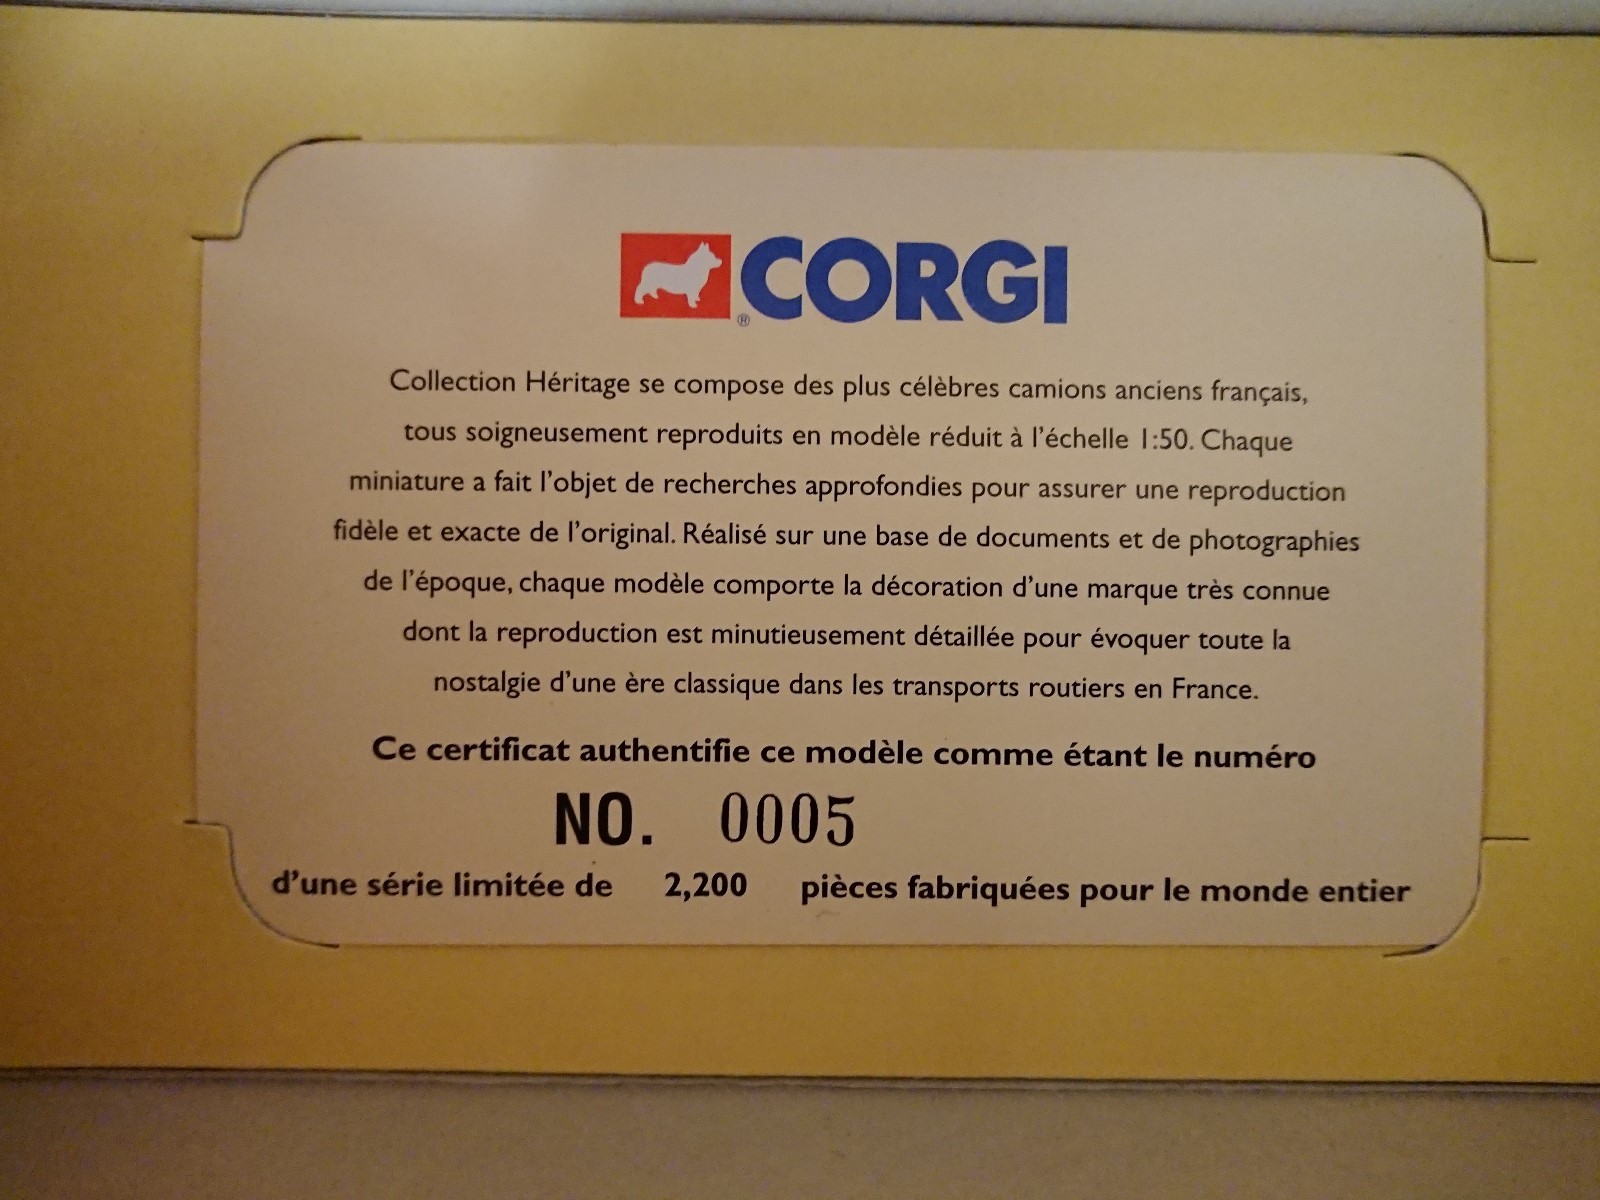 ® CORGI
Collection Héritage se compose des plus célèbres camions anciens français,
tous soigneusement reproduits en modèle réduit à l'échelle 1:50. Chaque
miniature a fait l'objet de recherches approfondies pour assurer une reproduction
fidèle et exacte de l'original. Réalisé sur une base de documents et de photographies
de l'époque, chaque modèle comporte la décoration d'une marque très connue
dont la reproduction est minutieusement détaillée pour évoquer toute la
nostalgie d'une ère classique dans les transports routiers en France.
Ce certificat authentifie ce modèle comme étant le numéro
NO. 0005
d'une série limitée de 2,200 pièces fabriquées pour le monde entier